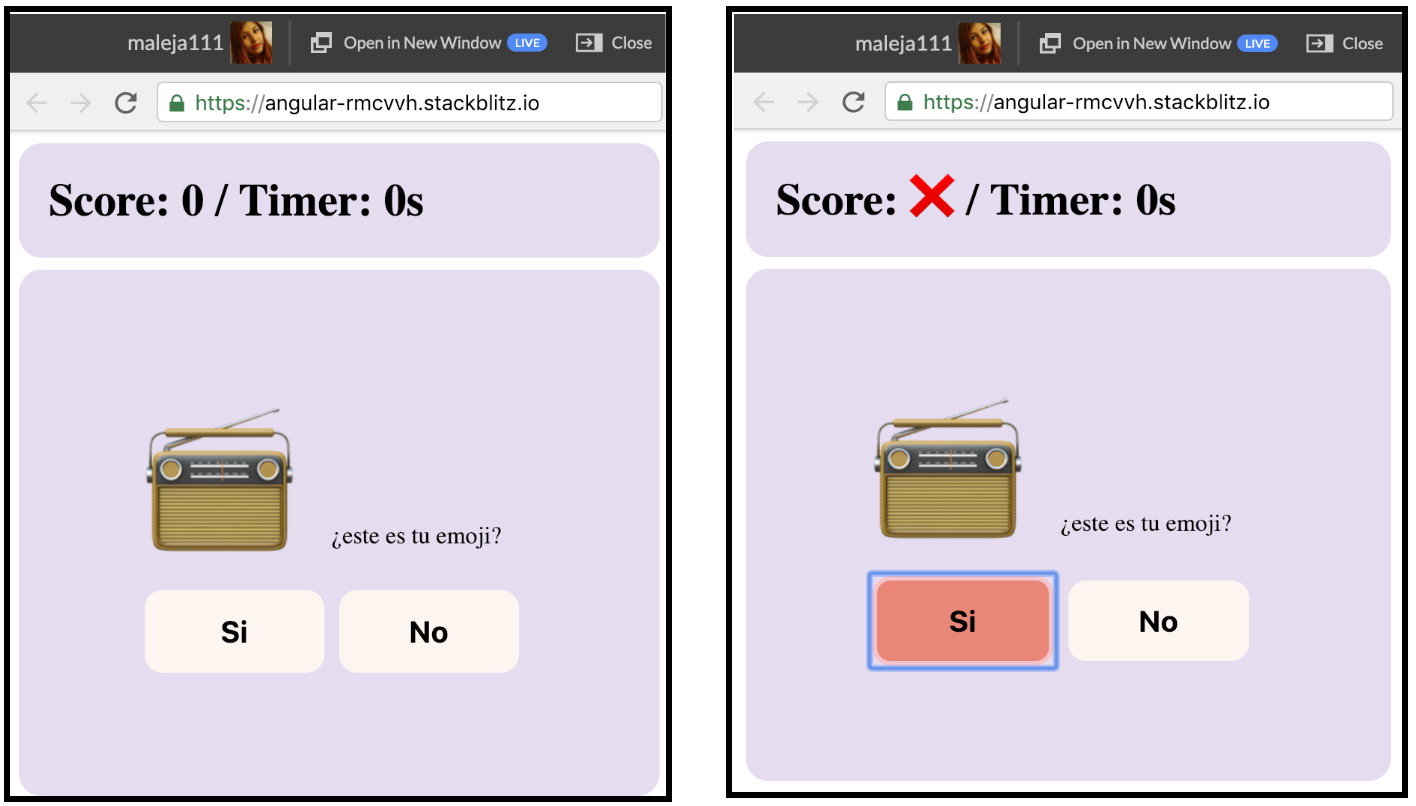 maleja111 Open in New Window LIVE Close
https://angular-rmcvvh.stackblitz.io
Score: 0 / Timer: 0s
¿este es tu emoji?
Si No
maleja111 Open in New Window LIVE Close
https://angular-rmcvvh.stackblitz.io
Score: ❌ / Timer: 0s
¿este es tu emoji?
Si No